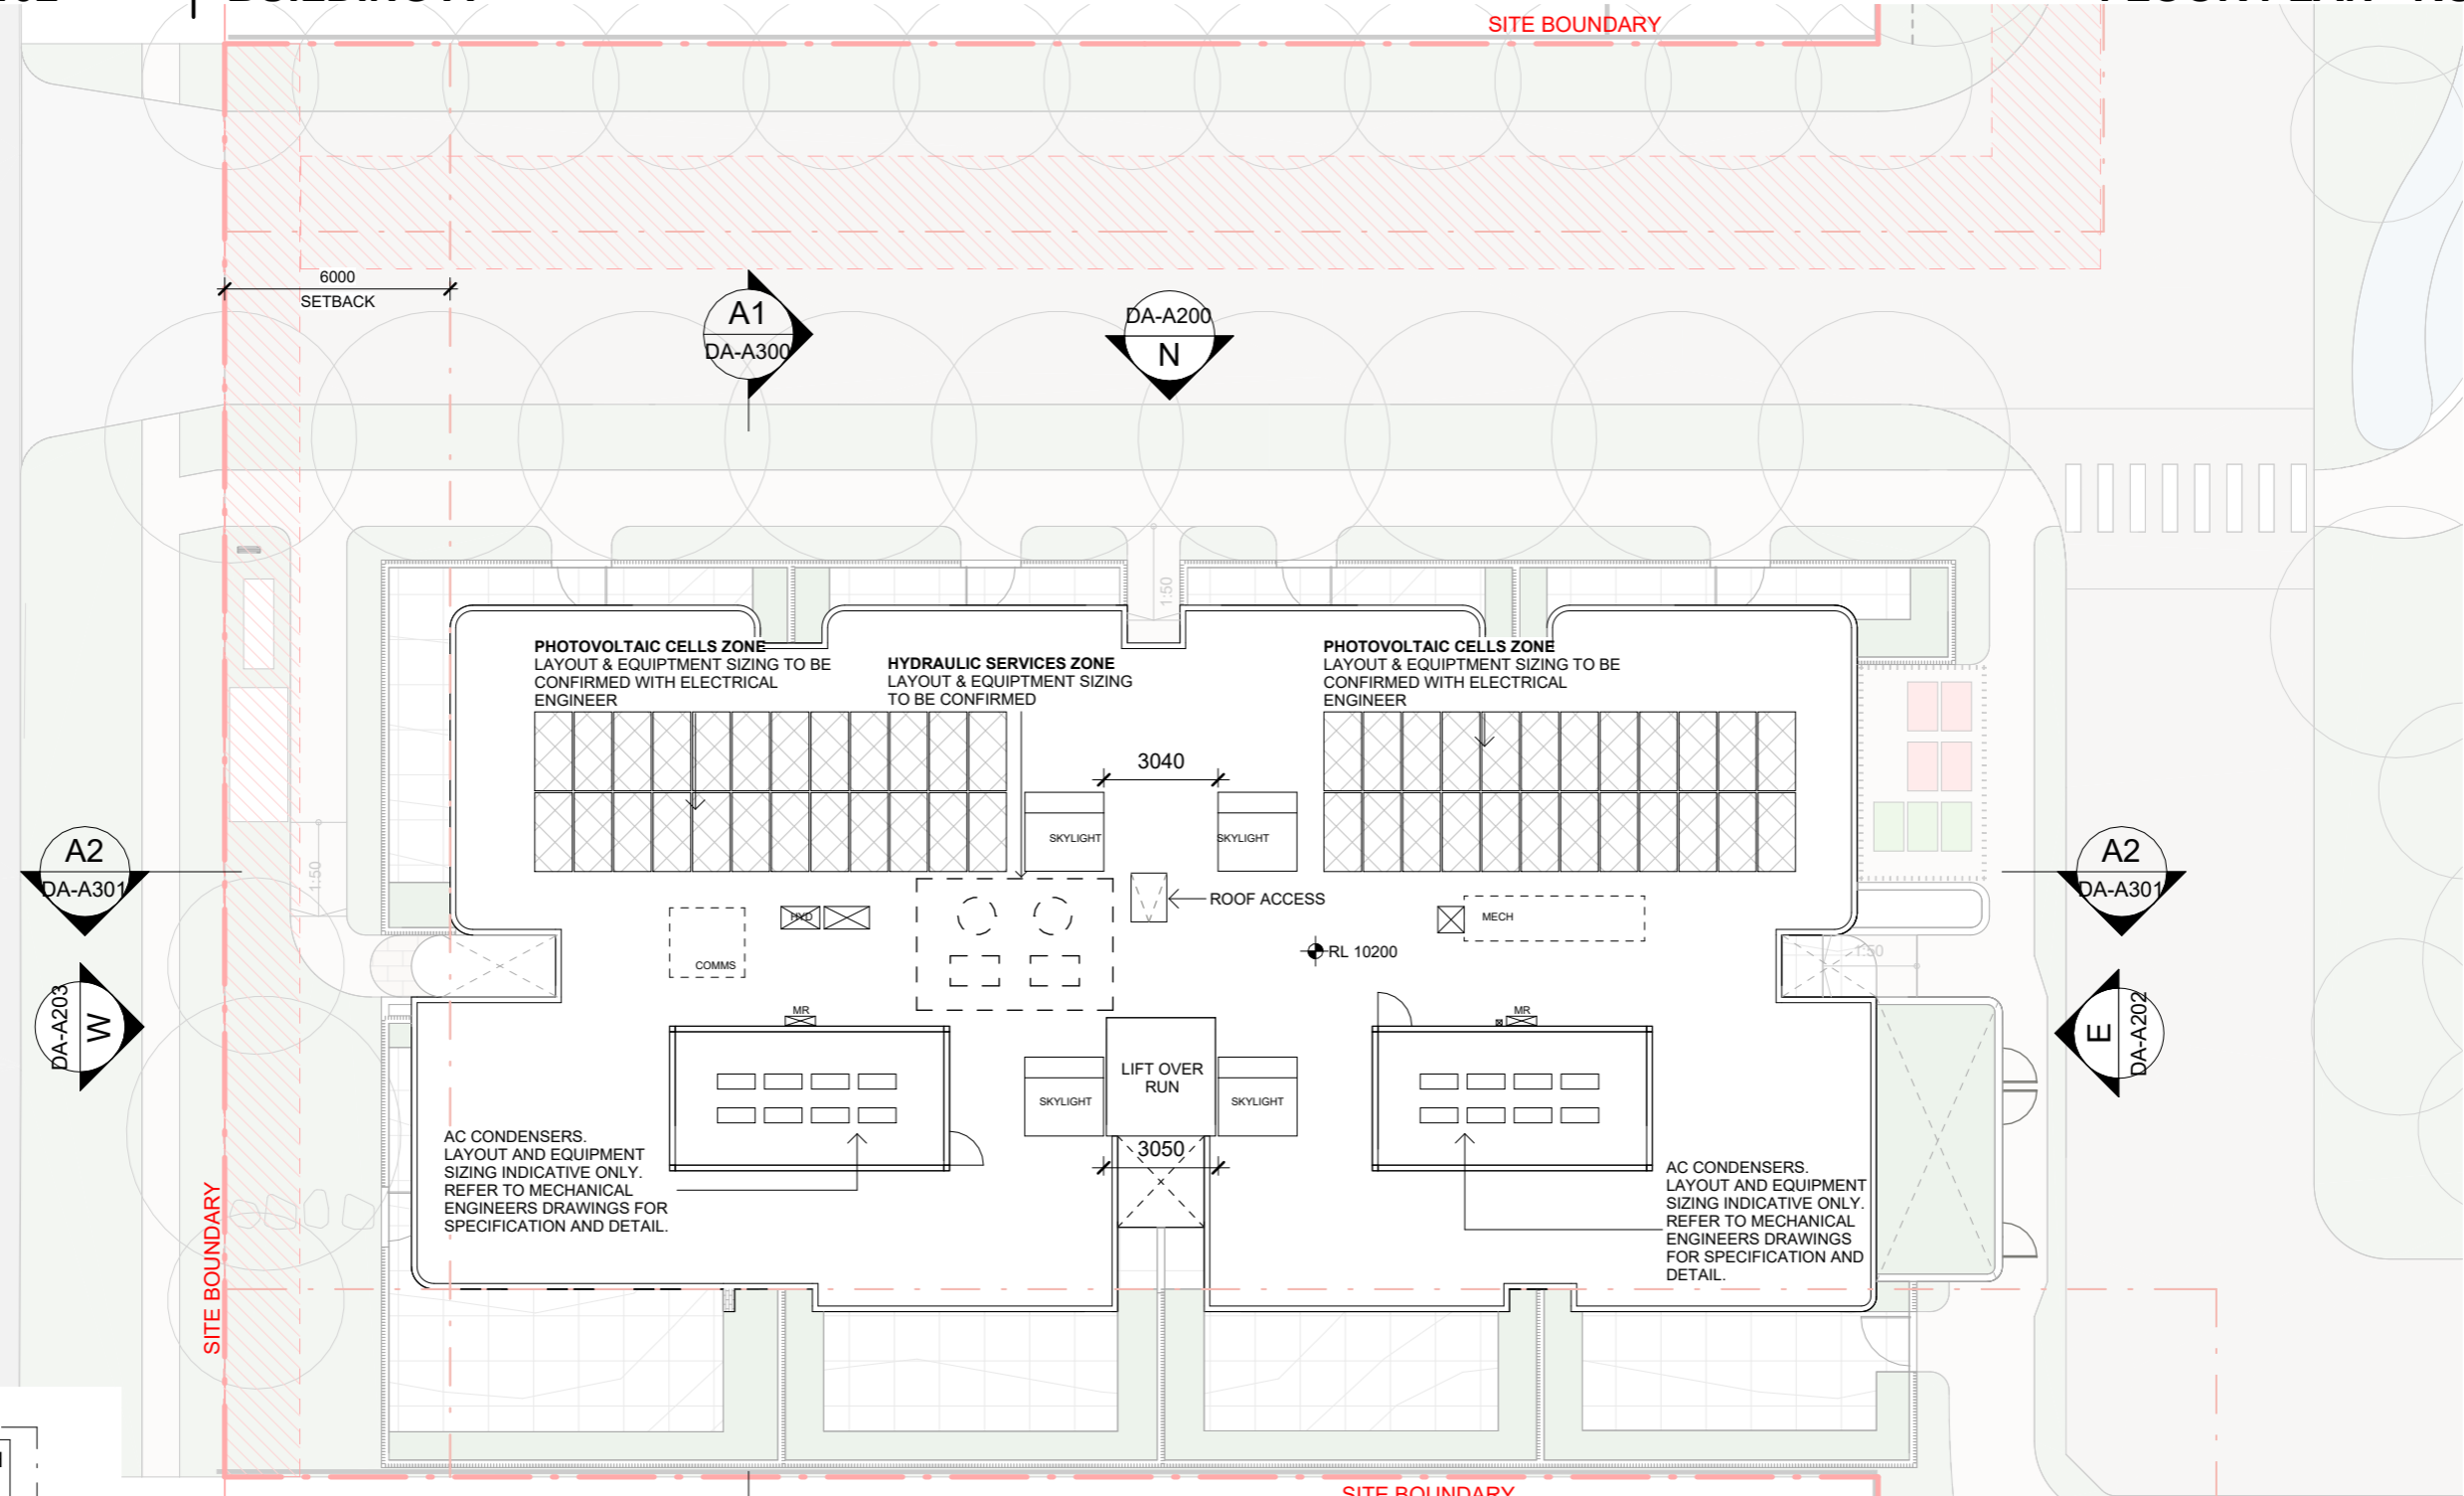 SITE BOUNDARY
6000
SETBACK
A1
DA-A300
DA-A200
N
1:50
PHOTOVOLTAIC CELLS ZONE
LAYOUT & EQUIPTMENT SIZING TO BE
CONFIRMED WITH ELECTRICAL
ENGINEER
HYDRAULIC SERVICES ZONE
LAYOUT & EQUIPTMENT SIZING
TO BE CONFIRMED
PHOTOVOLTAIC CELLS ZONE
LAYOUT & EQUIPTMENT SIZING TO BE
CONFIRMED WITH ELECTRICAL
ENGINEER
3040
SKYLIGHT
SKYLIGHT
A2
DA-A301
1:50
A2
DA-A301
ROOF ACCESS
HYD
MECH
COMMS
RL 10200
1:50
DA-A203
W
MR
MR
E
DA-A202
LIFT OVER
RUN
SKYLIGHT
SKYLIGHT
3050
AC CONDENSERS.
LAYOUT AND EQUIPMENT
SIZING INDICATIVE ONLY.
REFER TO MECHANICAL
ENGINEERS DRAWINGS FOR
SPECIFICATION AND DETAIL.
AC CONDENSERS.
LAYOUT AND EQUIPMENT
SIZING INDICATIVE ONLY.
REFER TO MECHANICAL
ENGINEERS DRAWINGS
FOR SPECIFICATION AND
DETAIL.
SITE BOUNDARY
SITE BOUNDARY